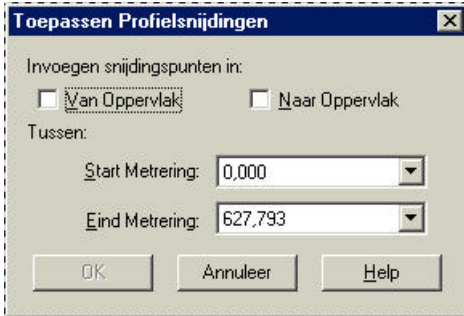 Toepassen Profielsnijdingen
Invoegen snijdingspunten in:
Van Oppervlak Naar Oppervlak
Tussen:
Start Metrering: 0,000
Eind Metrering: 627,793
OK Annuleer Help